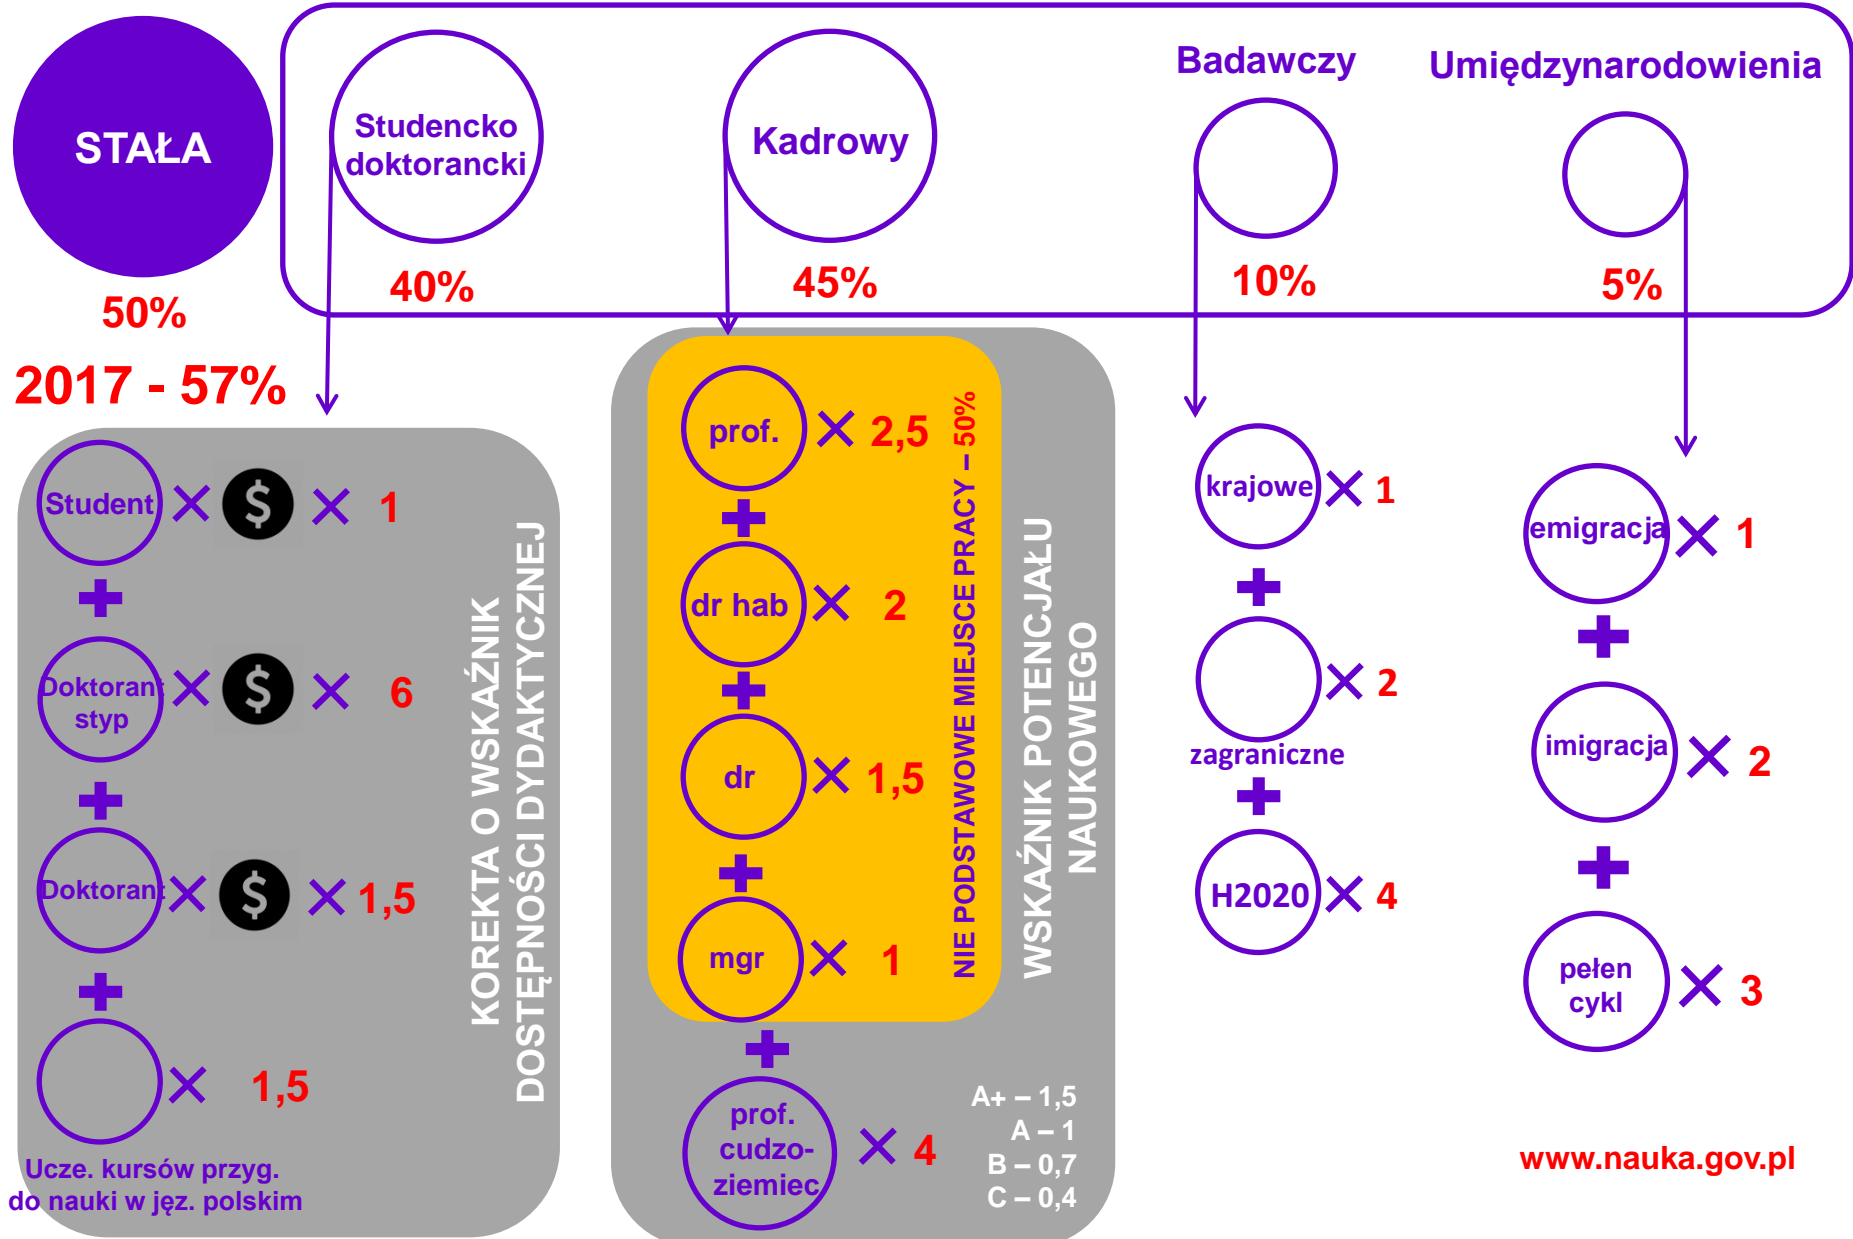 STAŁA
50%
2017 - 57%
Studencko
doktorancki
40%
Kadrowy
45%
Badawczy
10%
Umiędzynarodowienia
5%
Student
$
1
Doktorant
styp
$
6
Doktorant
$
1,5
1,5
Ucze. kursów przyg.
do nauki w jęz. polskim
KOREKTA O WSKAŹNIK
DOSTĘPNOŚCI DYDAKTYCZNEJ
prof.
2,5
dr hab
2
dr
1,5
mgr
1
NIE PODSTAWOWE MIEJSCE PRACY – 50%
prof.
cudzo-
ziemiec
4
WSKAŹNIK POTENCJAŁU
NAUKOWEGO
A+ – 1,5
A – 1
B – 0,7
C – 0,4
krajowe
1
2
zagraniczne
H2020
4
emigracja
1
imigracja
2
pełen
cykl
3
www.nauka.gov.pl